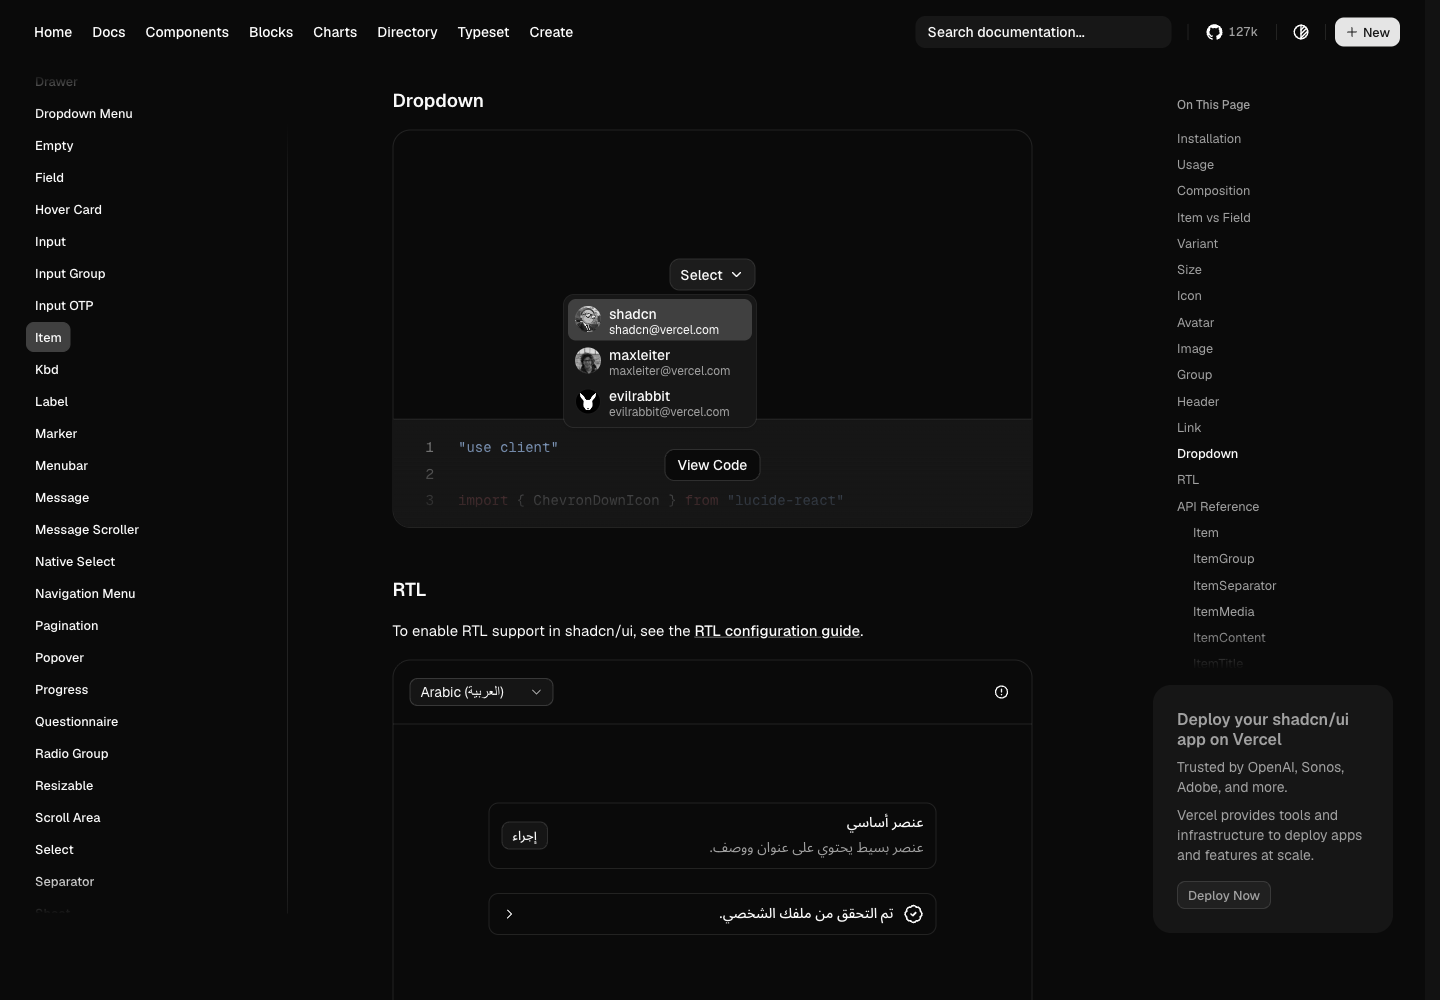 Home
Docs
Components
Blocks
Charts
Directory
Typeset
Create
Search documentation...
127k
New
Drawer
Dropdown Menu
Empty
Field
Hover Card
Input
Input Group
Input OTP
Item
Kbd
Label
Marker
Menubar
Message
Message Scroller
Native Select
Navigation Menu
Pagination
Popover
Progress
Questionnaire
Radio Group
Resizable
Scroll Area
Select
Separator
Dropdown
Select
shadcn
shadcn@vercel.com
maxleiter
maxleiter@vercel.com
evilrabbit
evilrabbit@vercel.com
1 "use client"
2
3 import { ChevronDownIcon } from "lucide-react"
View Code
RTL
To enable RTL support in shadcn/ui, see the RTL configuration guide.
Arabic (العربية)
عنصر أساسي
عنصر بسيط يحتوي على عنوان ووصف.
إجراء
تم التحقق من ملفك الشخصي.
On This Page
Installation
Usage
Composition
Item vs Field
Variant
Size
Icon
Avatar
Image
Group
Header
Link
Dropdown
RTL
API Reference
Item
ItemGroup
ItemSeparator
ItemMedia
ItemContent
ItemTitle
Deploy your shadcn/ui
app on Vercel
Trusted by OpenAI, Sonos,
Adobe, and more.
Vercel provides tools and
infrastructure to deploy apps
and features at scale.
Deploy Now